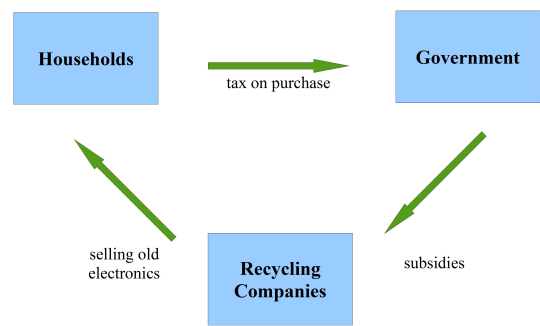 Households
Government
tax on purchase
selling old
electronics
Recycling
Companies
subsidies